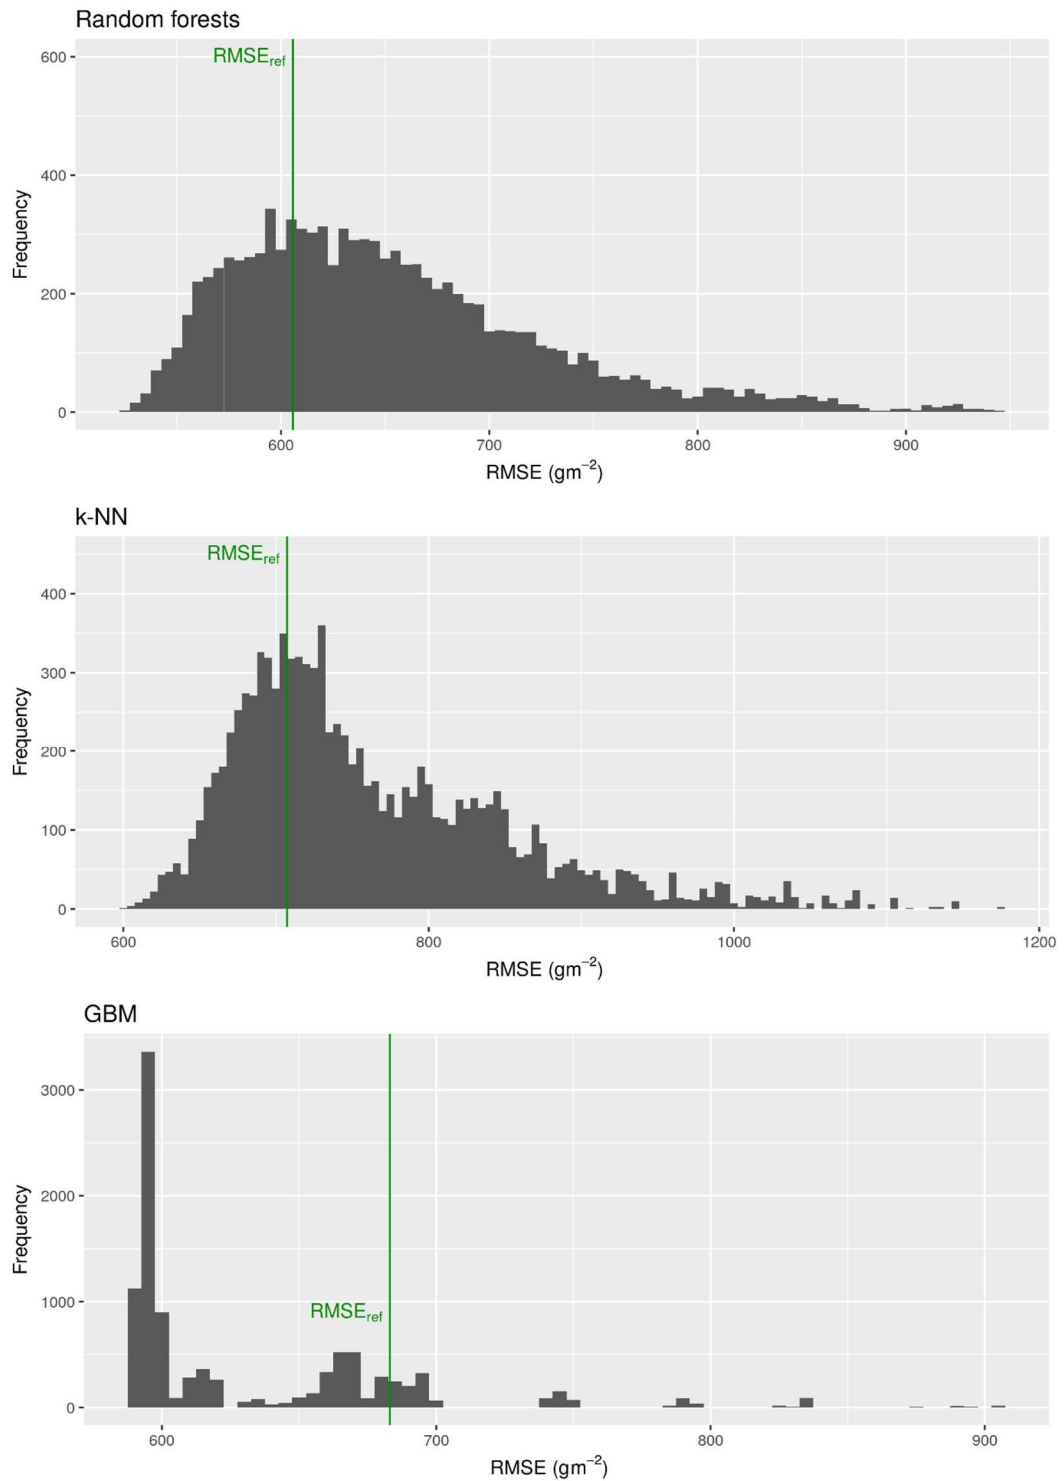 Random forests
RMSEref
600
400
200
0
Frequency
600 700 800 900
RMSE (gm−2)
k-NN
RMSEref
400
300
200
100
0
Frequency
600 800 1000 1200
RMSE (gm−2)
GBM
3000
2000
RMSEref
1000
0
Frequency
600 700 800 900
RMSE (gm−2)